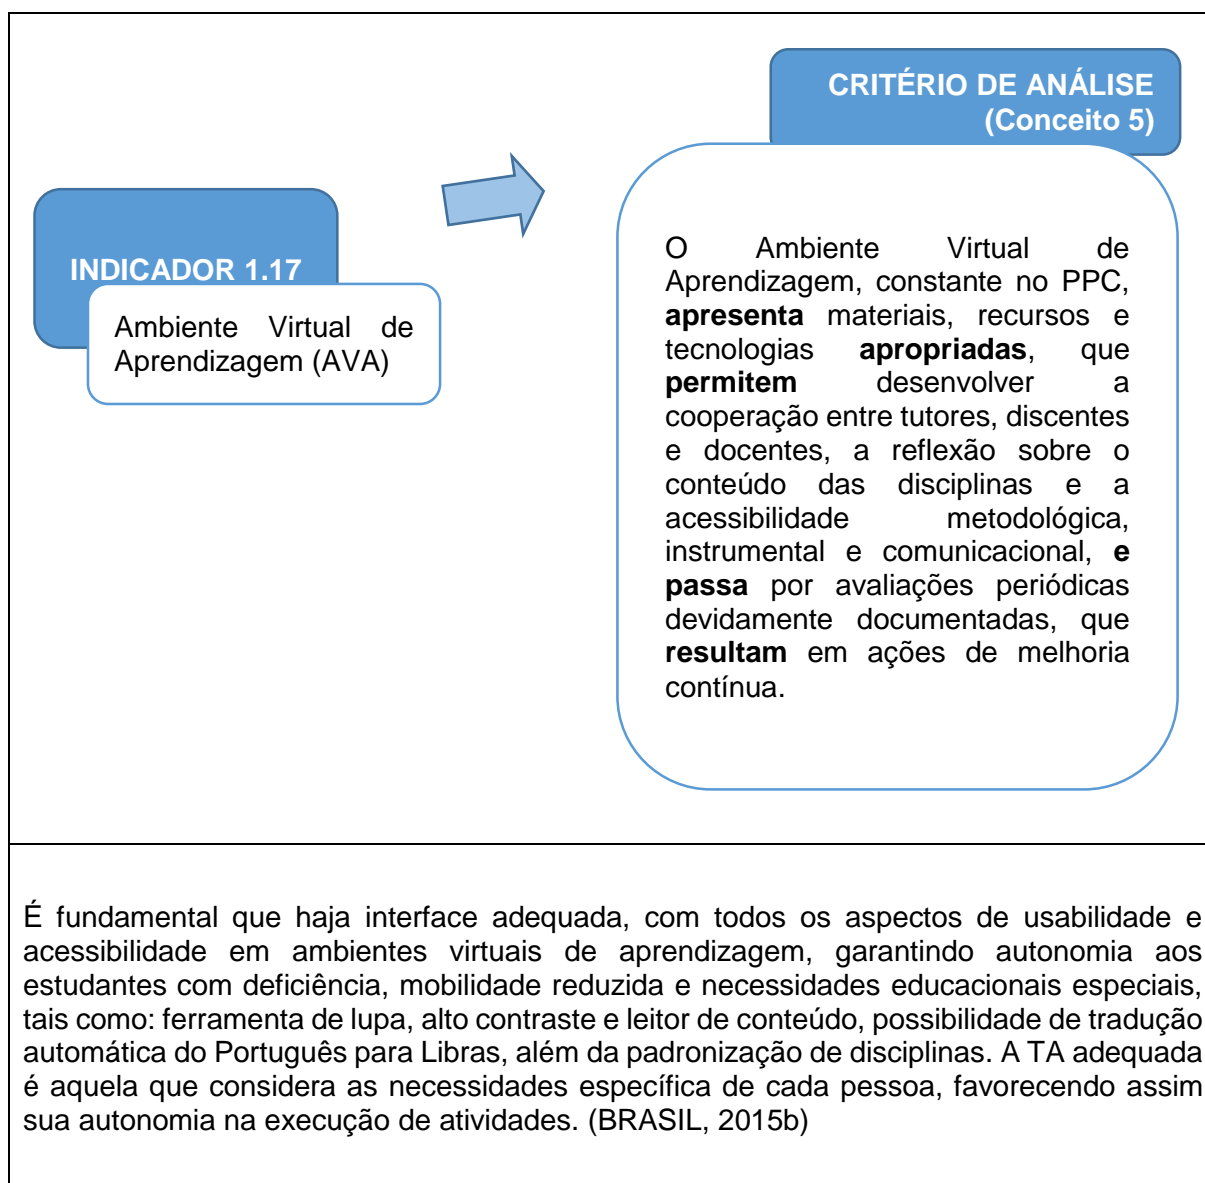 CRITÉRIO DE ANÁLISE
(Conceito 5)
INDICADOR 1.17
Ambiente Virtual de
Aprendizagem (AVA)
O Ambiente Virtual de
Aprendizagem, constante no PPC,
apresenta materiais, recursos e
tecnologias apropriadas, que
permitem desenvolver a
cooperação entre tutores, discentes
e docentes, a reflexão sobre o
conteúdo das disciplinas e a
acessibilidade metodológica,
instrumental e comunicacional, e
passa por avaliações periódicas
devidamente documentadas, que
resultam em ações de melhoria
contínua.
É fundamental que haja interface adequada, com todos os aspectos de usabilidade e
acessibilidade em ambientes virtuais de aprendizagem, garantindo autonomia aos
estudantes com deficiência, mobilidade reduzida e necessidades educacionais especiais,
tais como: ferramenta de lupa, alto contraste e leitor de conteúdo, possibilidade de tradução
automática do Português para Libras, além da padronização de disciplinas. A TA adequada
é aquela que considera as necessidades específica de cada pessoa, favorecendo assim
sua autonomia na execução de atividades. (BRASIL, 2015b)